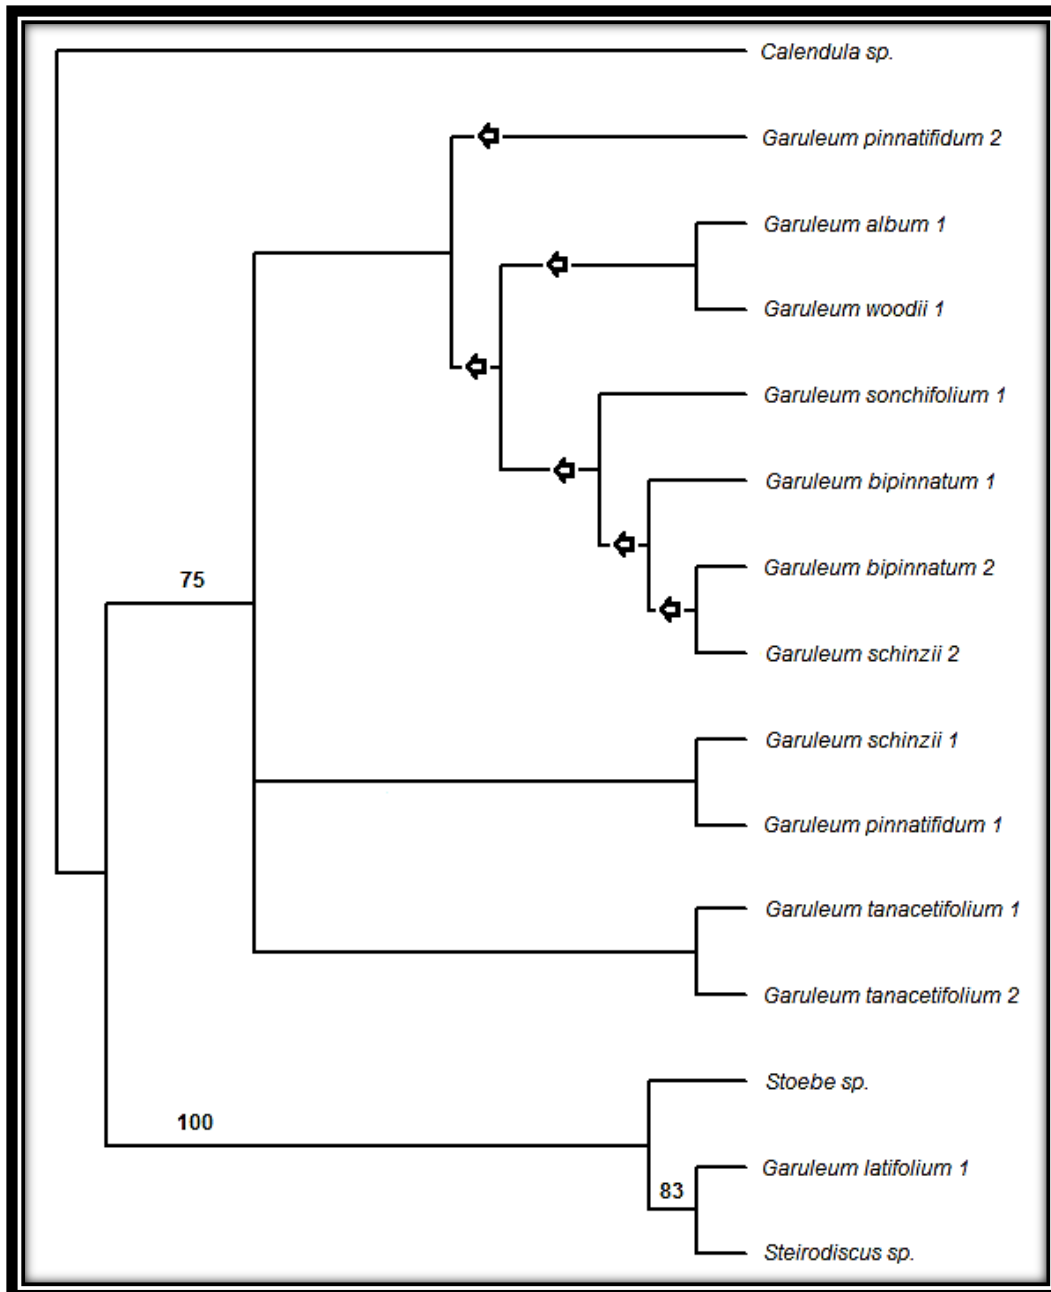 Calendula sp.
Garuleum pinnatifidum 2
Garuleum album 1
Garuleum woodii 1
Garuleum sonchifolium 1
Garuleum bipinnatum 1
75
Garuleum bipinnatum 2
Garuleum schinzii 2
Garuleum schinzii 1
Garuleum pinnatifidum 1
Garuleum tanacetifolium 1
Garuleum tanacetifolium 2
Stoebe sp.
100
Garuleum latifolium 1
83
Steirodiscus sp.